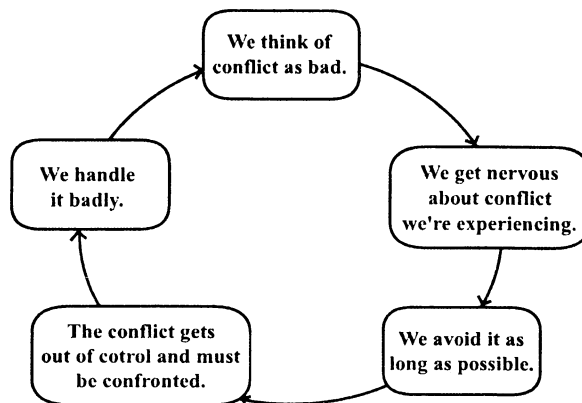 We think of
conflict as bad.
We get nervous
about conflict
we're experiencing.
We avoid it as
long as possible.
The conflict gets
out of cotrol and must
be confronted.
We handle
it badly.